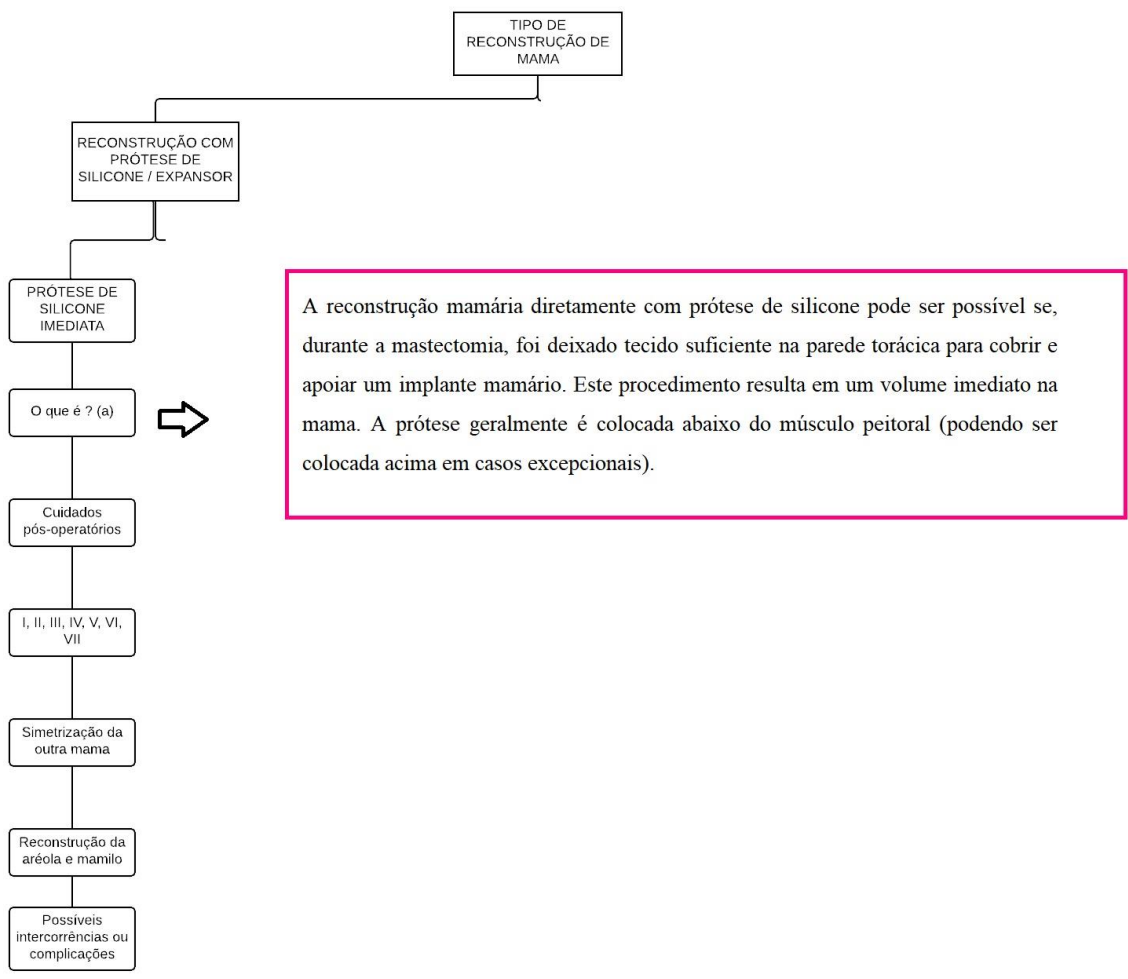 TIPO DE
RECONSTRUÇÃO DE
MAMA
RECONSTRUÇÃO COM
PRÓTESE DE
SILICONE / EXPANSOR
PRÓTESE DE
SILICONE
IMEDIATA
O que é ? (a)
A reconstrução mamária diretamente com prótese de silicone pode ser possível se,
durante a mastectomia, foi deixado tecido suficiente na parede torácica para cobrir e
apoiar um implante mamário. Este procedimento resulta em um volume imediato na
mama. A prótese geralmente é colocada abaixo do músculo peitoral (podendo ser
colocada acima em casos excepcionais).
Cuidados
pós-operatórios
I, II, III, IV, V, VI,
VII
Simetrização da
outra mama
Reconstrução da
aréola e mamilo
Possíveis
intercorrências ou
complicações